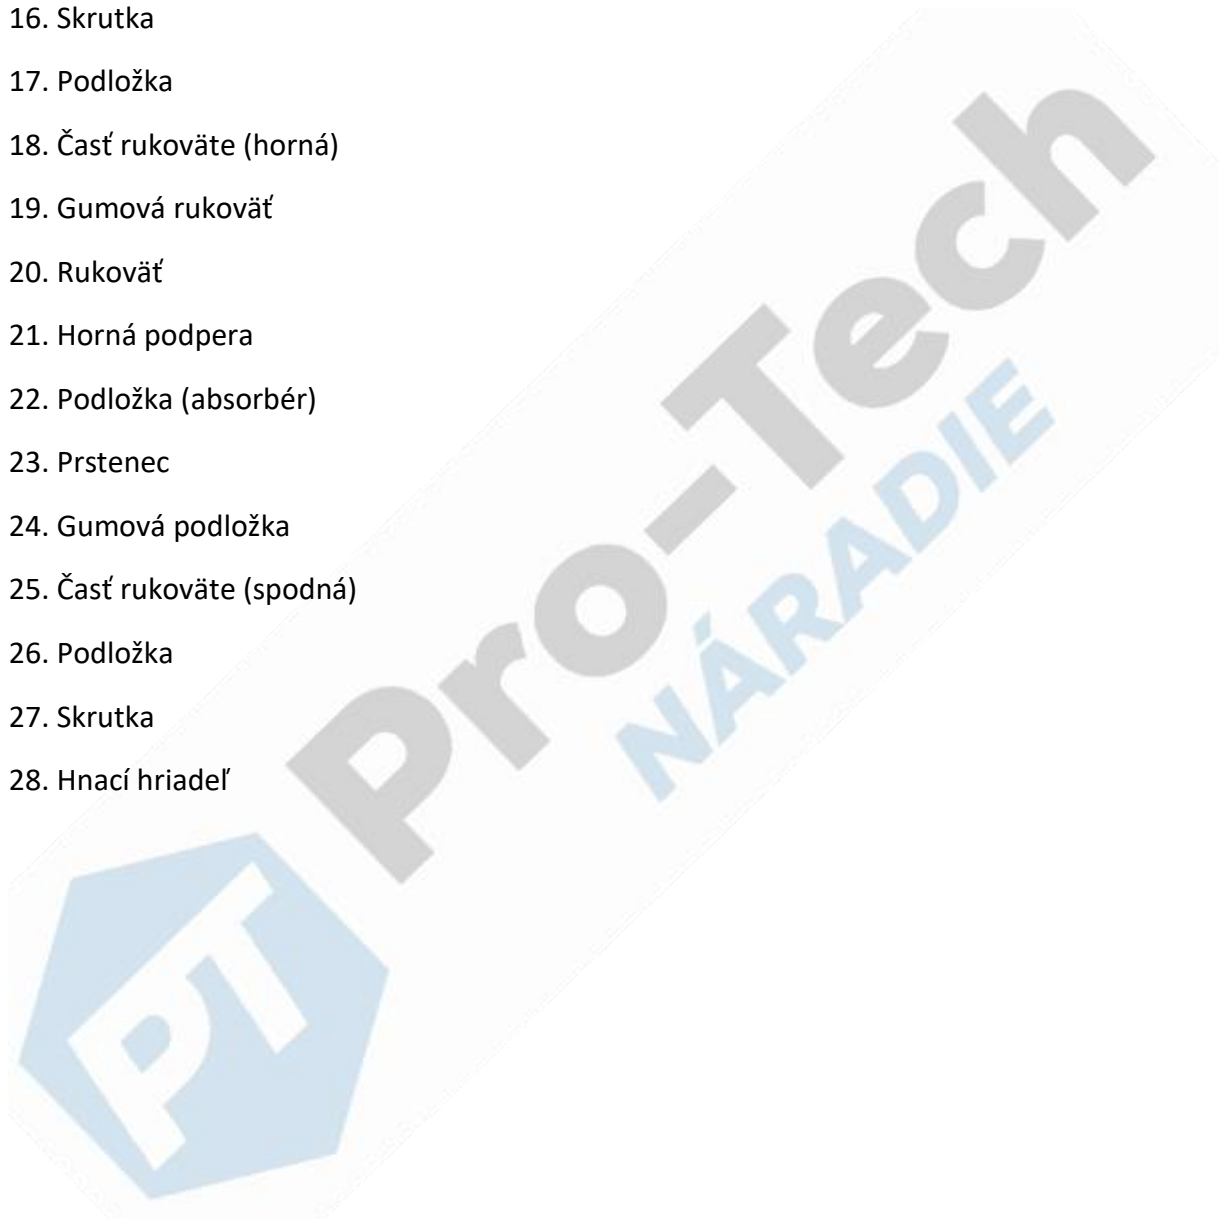 16. Skrutka
17. Podložka
18. Časť rukoväte (horná)
19. Gumová rukoväť
20. Rukoväť
21. Horná podpera
22. Podložka (absorbér)
23. Prstenec
24. Gumová podložka
25. Časť rukoväte (spodná)
26. Podložka
27. Skrutka
28. Hnací hriadeľ
PT
Pro-Tech
NÁRADIE